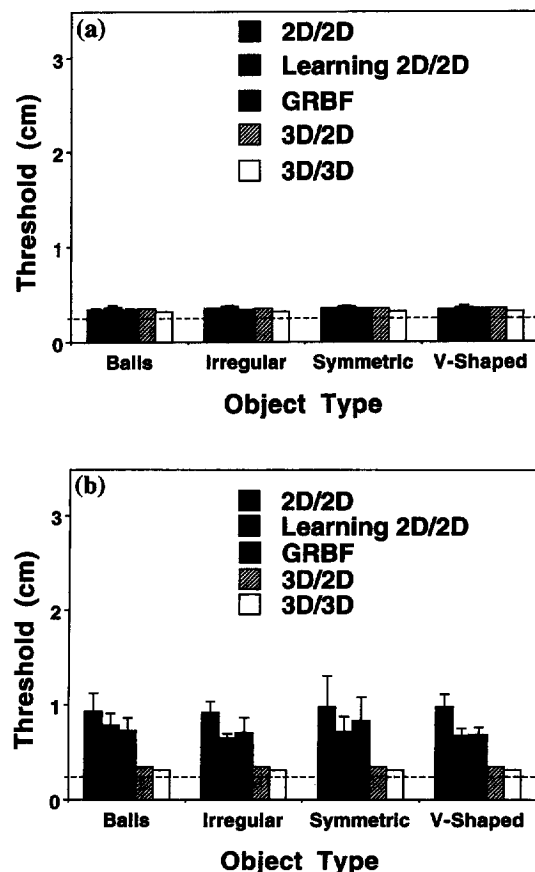 (a)
2D/2D
Learning 2D/2D
GRBF
3D/2D
3D/3D
Threshold (cm)
3
2
1
0
Balls Irregular Symmetric V-Shaped
Object Type
(b)
2D/2D
Learning 2D/2D
GRBF
3D/2D
3D/3D
Threshold (cm)
3
2
1
0
Balls Irregular Symmetric V-Shaped
Object Type